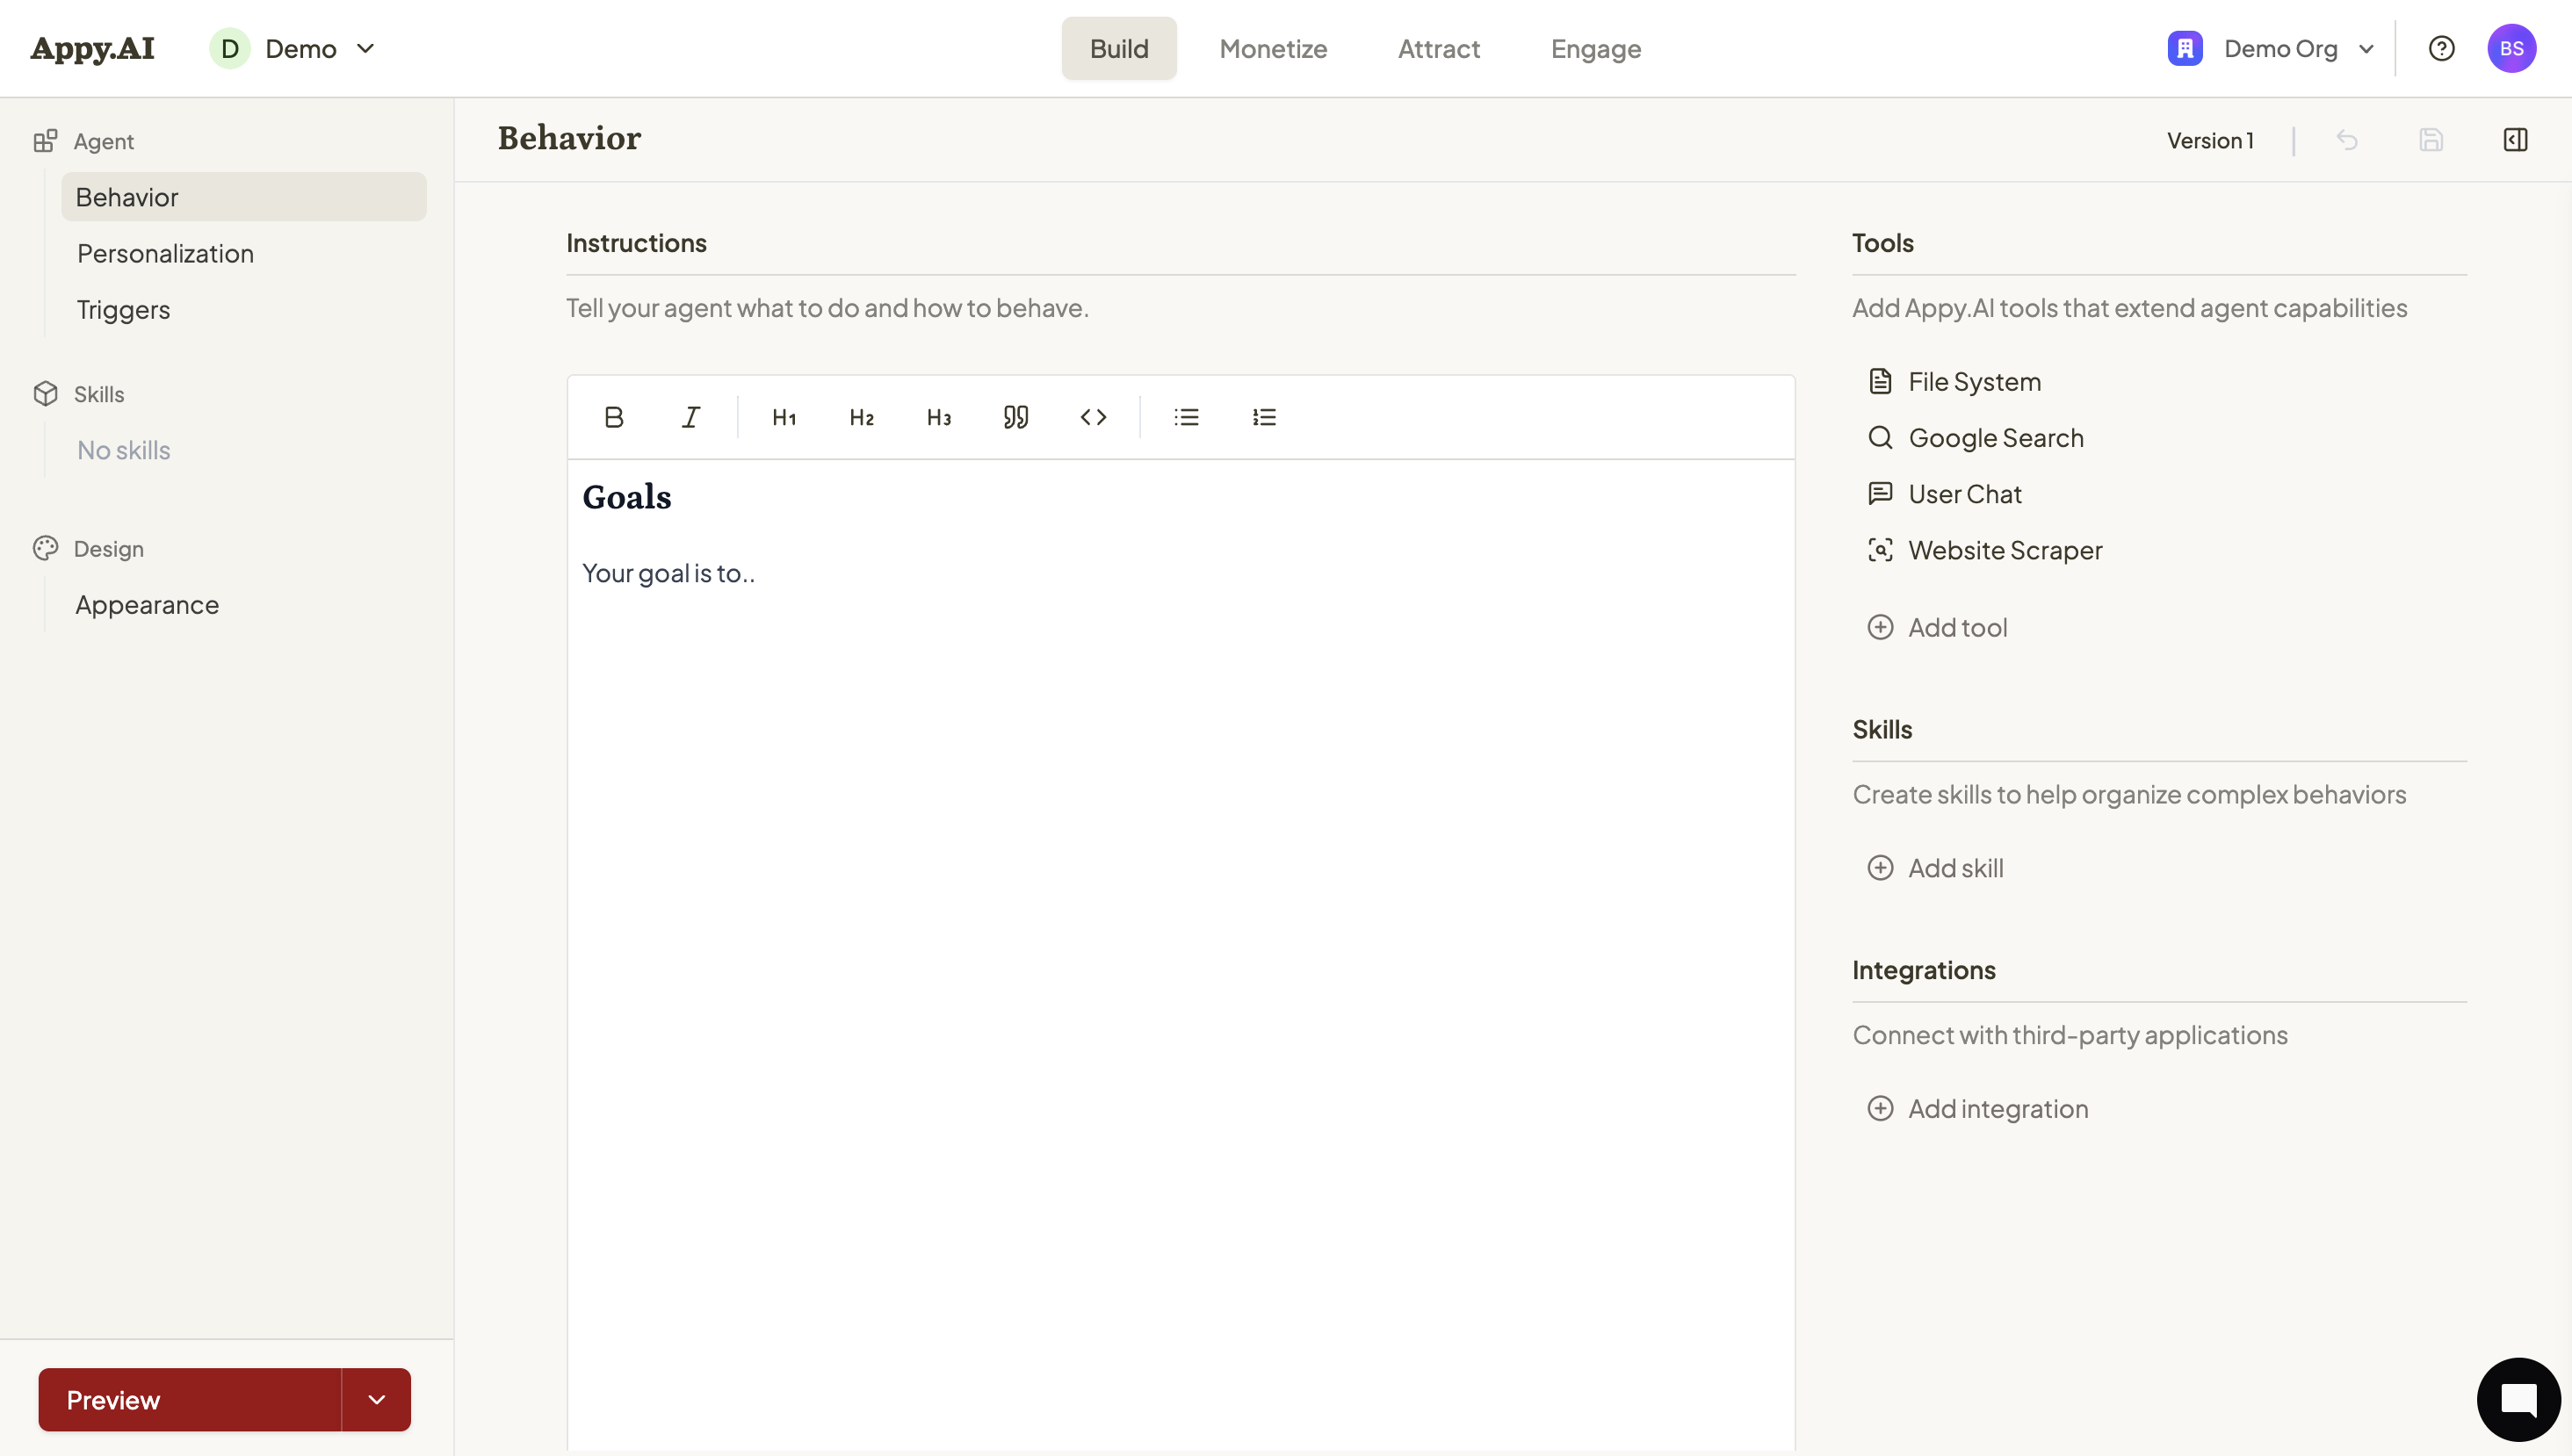 Appy.AI
D Demo
Build Monetize Attract Engage
Demo Org
BS
Agent
Behavior
Personalization
Triggers
Skills
No skills
Design
Appearance
Preview
Behavior
Version 1
Instructions
Tell your agent what to do and how to behave.
B I H1 H2 H3
Goals
Your goal is to..
Tools
Add Appy.AI tools that extend agent capabilities
File System
Google Search
User Chat
Website Scraper
Add tool
Skills
Create skills to help organize complex behaviors
Add skill
Integrations
Connect with third-party applications
Add integration